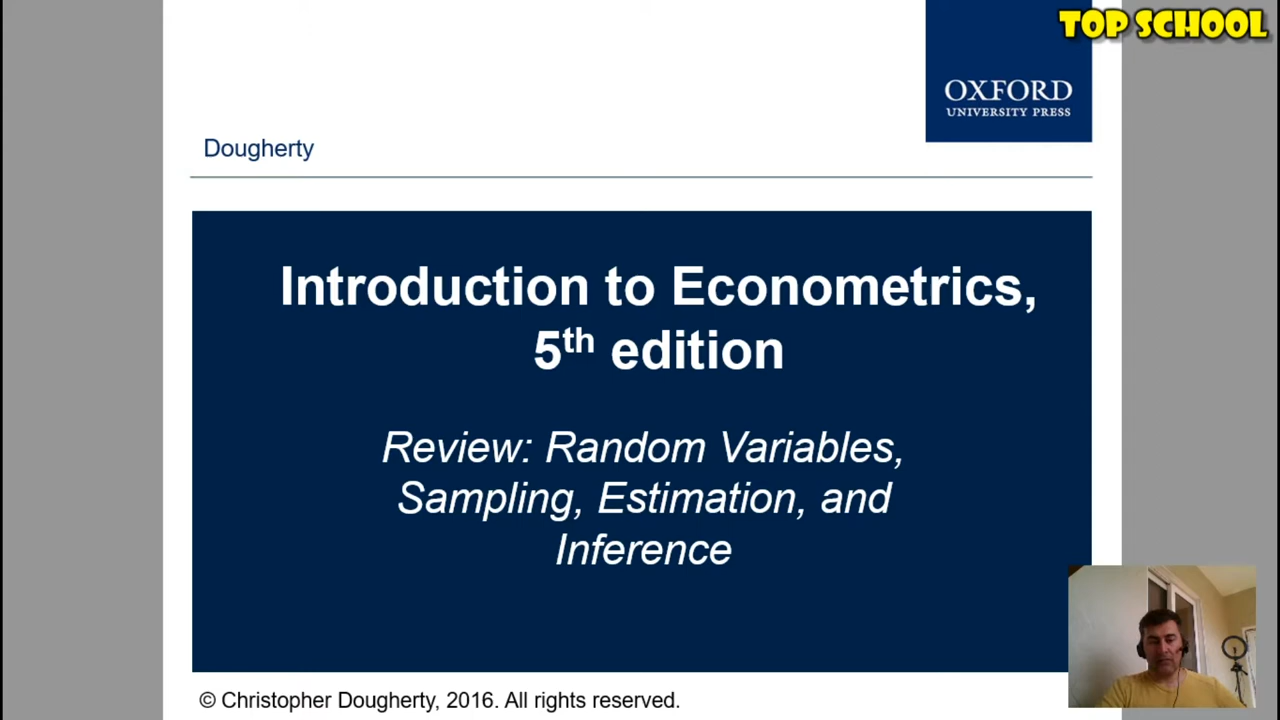 TOP SCHOOL
OXFORD
UNIVERSITY PRESS
Dougherty
Introduction to Econometrics,
5th edition
Review: Random Variables,
Sampling, Estimation, and
Inference
© Christopher Dougherty, 2016. All rights reserved.